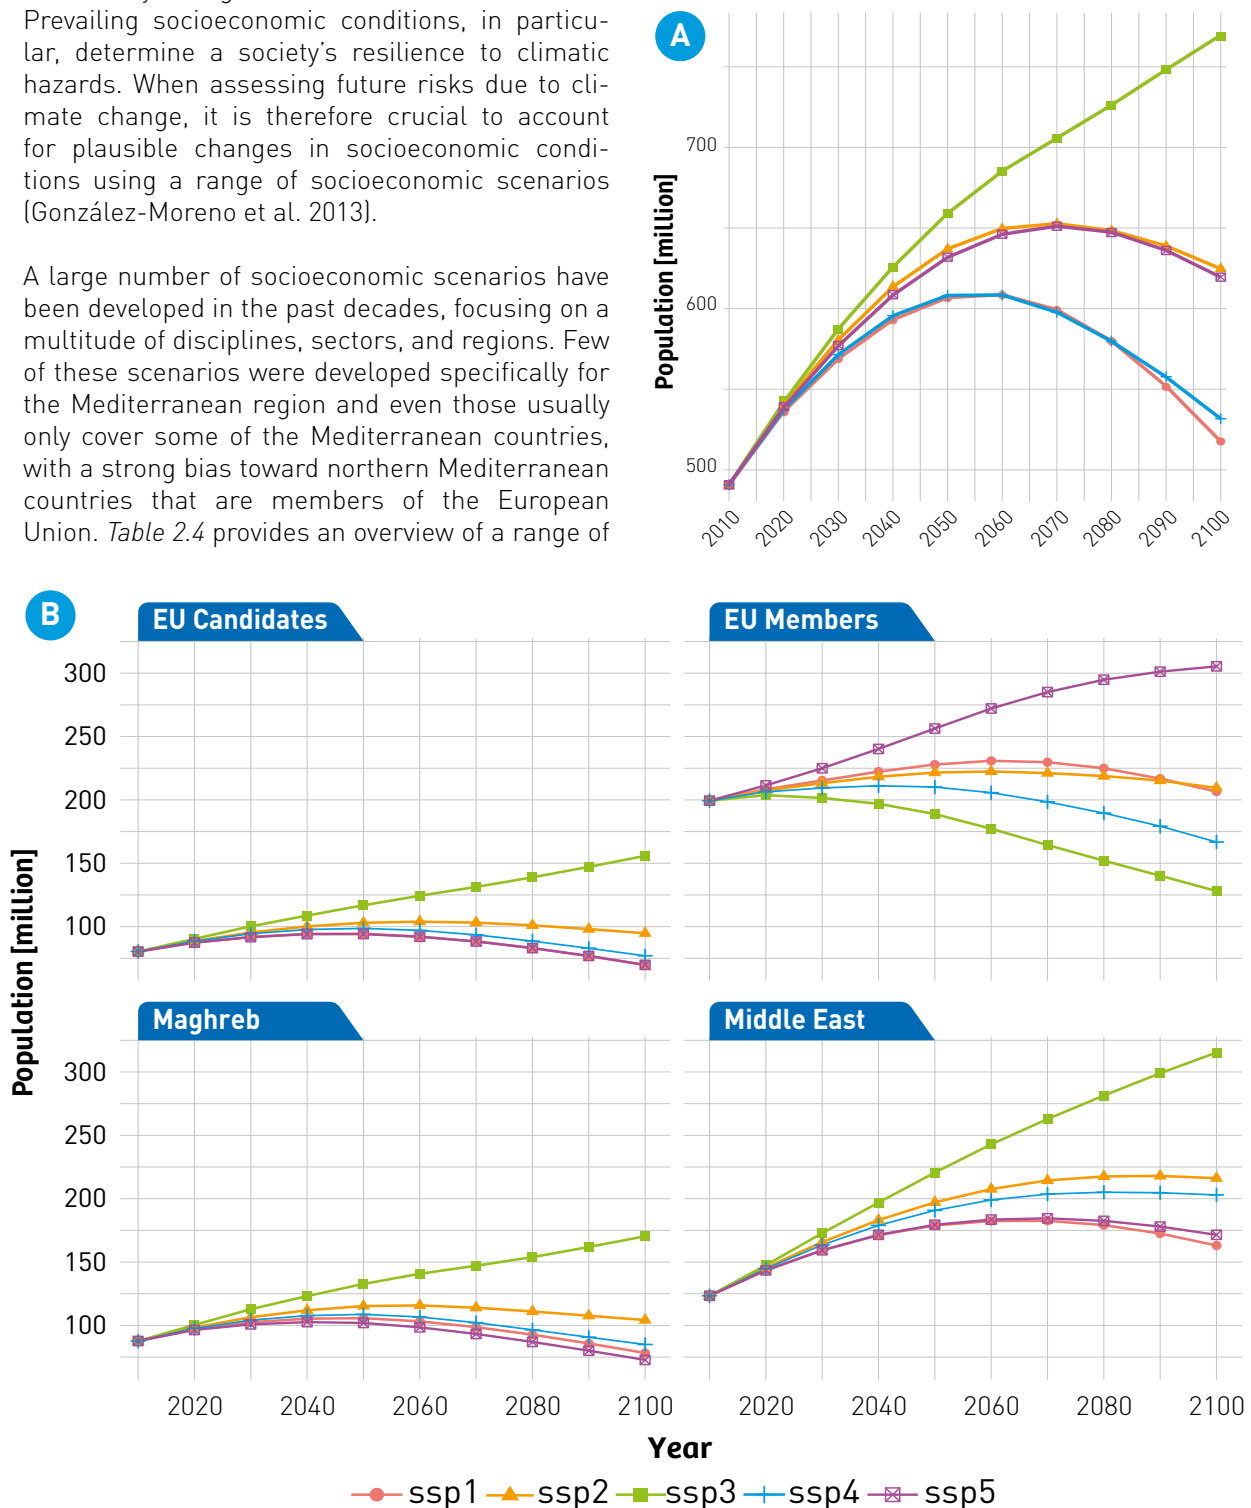 Prevailing socioeconomic conditions, in particu-
lar, determine a society's resilience to climatic
hazards. When assessing future risks due to cli-
mate change, it is therefore crucial to account
for plausible changes in socioeconomic condi-
tions using a range of socioeconomic scenarios
(González-Moreno et al. 2013).
A large number of socioeconomic scenarios have
been developed in the past decades, focusing on a
multitude of disciplines, sectors, and regions. Few
of these scenarios were developed specifically for
the Mediterranean region and even those usually
only cover some of the Mediterranean countries,
with a strong bias toward northern Mediterranean
countries that are members of the European
Union. Table 2.4 provides an overview of a range of
A
Population [million]
700
600
500
2010 2020 2030 2040 2050 2060 2070 2080 2090 2100
B
Population [million]
EU Candidates
EU Members
300
250
200
150
100
Maghreb
Middle East
300
250
200
150
100
2020 2040 2060 2080 2100 2020 2040 2060 2080 2100
Year
ssp1 ssp2 ssp3 ssp4 ssp5